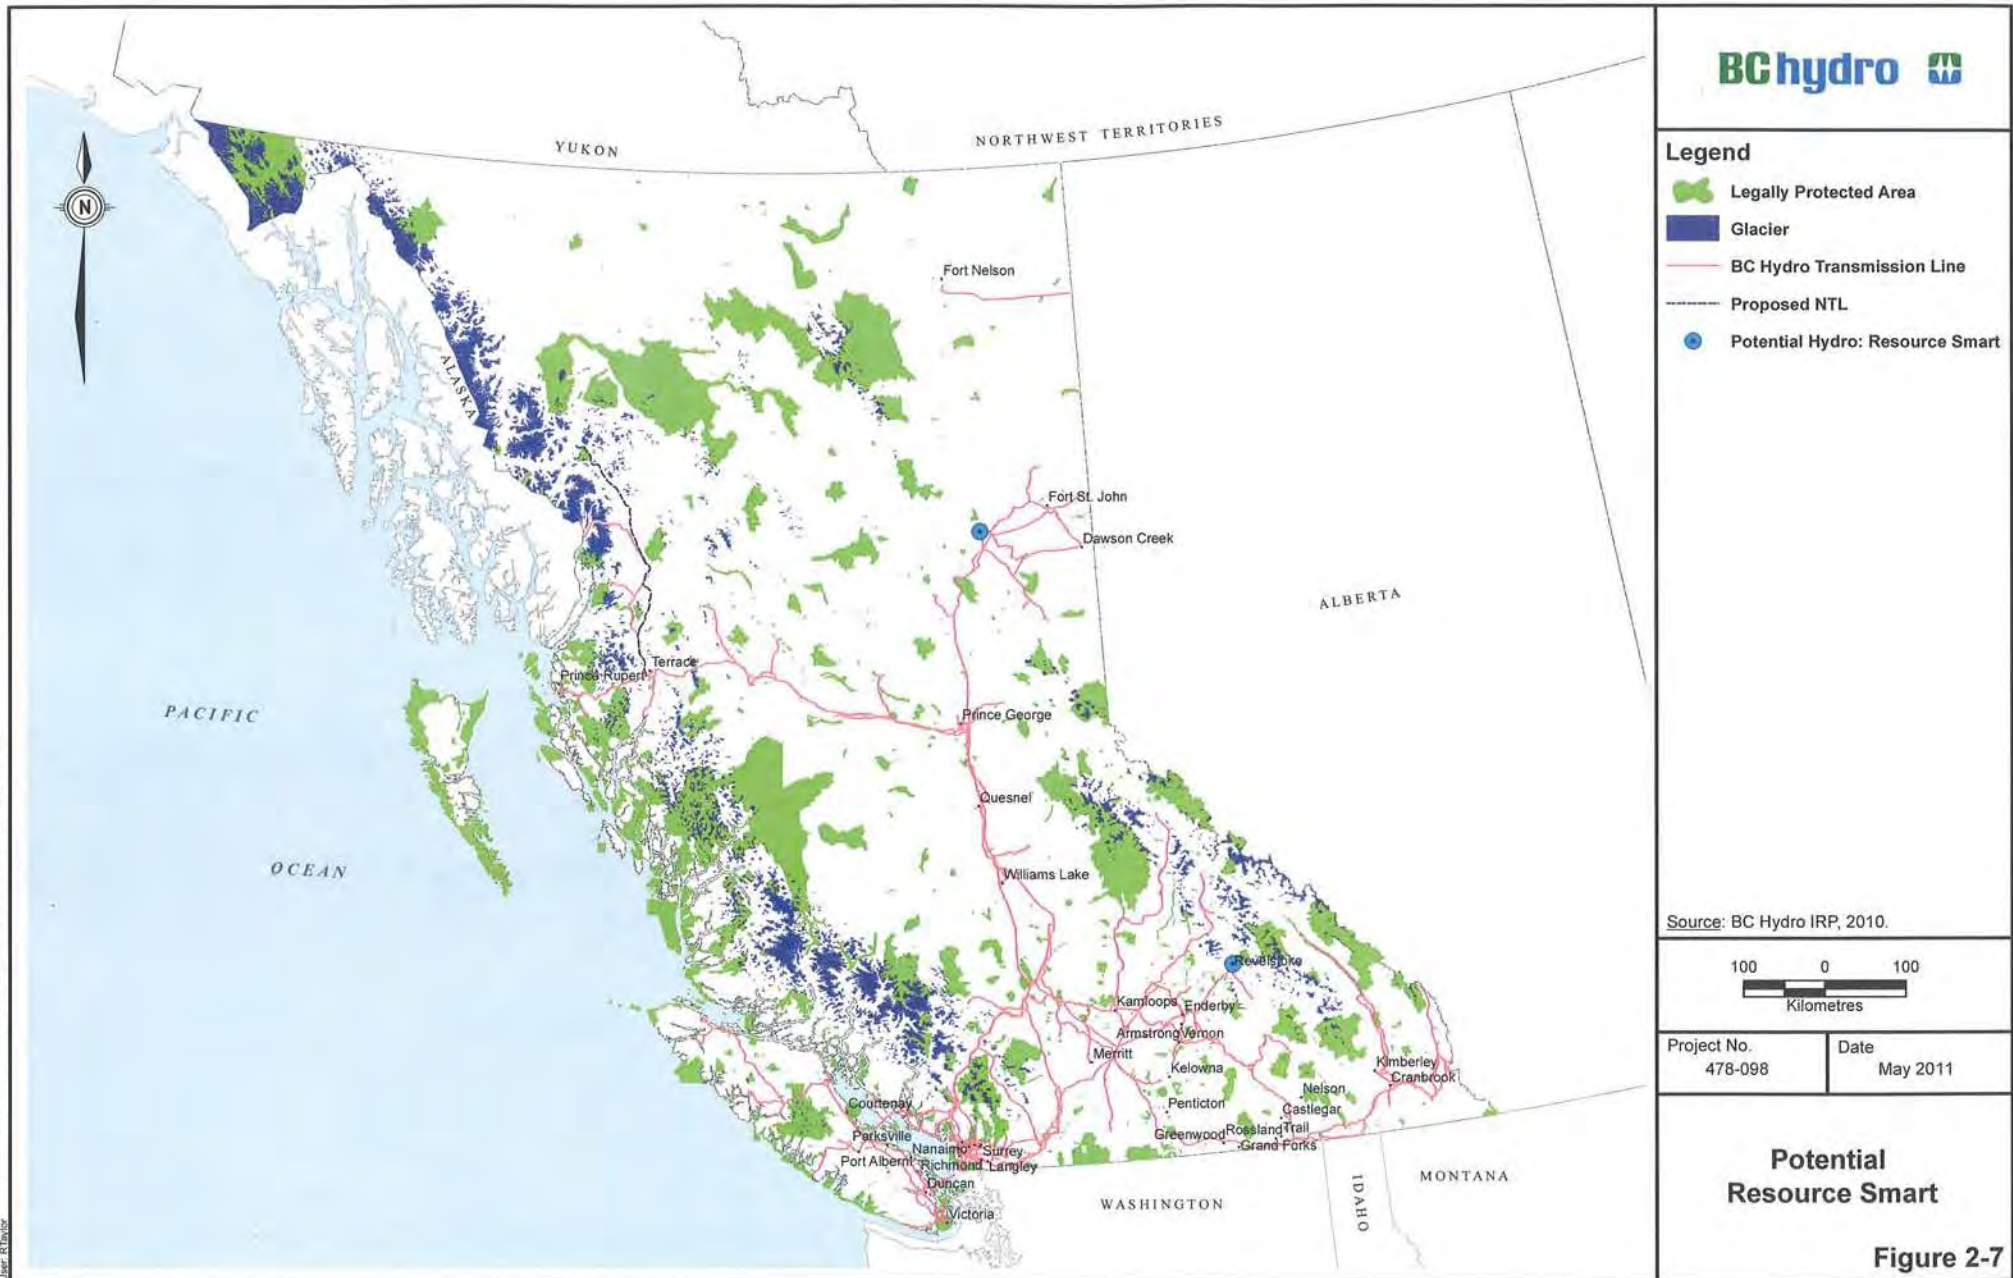 YUKON
NORTHWEST TERRITORIES
N
ALASKA
Fort Nelson
Fort St. John
Dawson Creek
ALBERTA
Terrace
Prince Rupert
PACIFIC
OCEAN
Prince George
Quesnel
Williams Lake
Revelstoke
Kamloops
Enderby
Armstrong
Vernon
Merritt
Kelowna
Kimberley
Cranbrook
Nelson
Penticton
Castlegar
Courtenay
Greenwood
Rossland
Trail
Grand Forks
Parksville
Nanaimo
Surrey
Port Alberni
Richmond
Langley
Duncan
Victoria
WASHINGTON
IDAHO
MONTANA
User: RTaylor
BC hydro
Legend
Legally Protected Area
Glacier
BC Hydro Transmission Line
Proposed NTL
Potential Hydro: Resource Smart
Source: BC Hydro IRP, 2010.
100 0 100
Kilometres
Project No.
478-098
Date
May 2011
Potential
Resource Smart
Figure 2-7